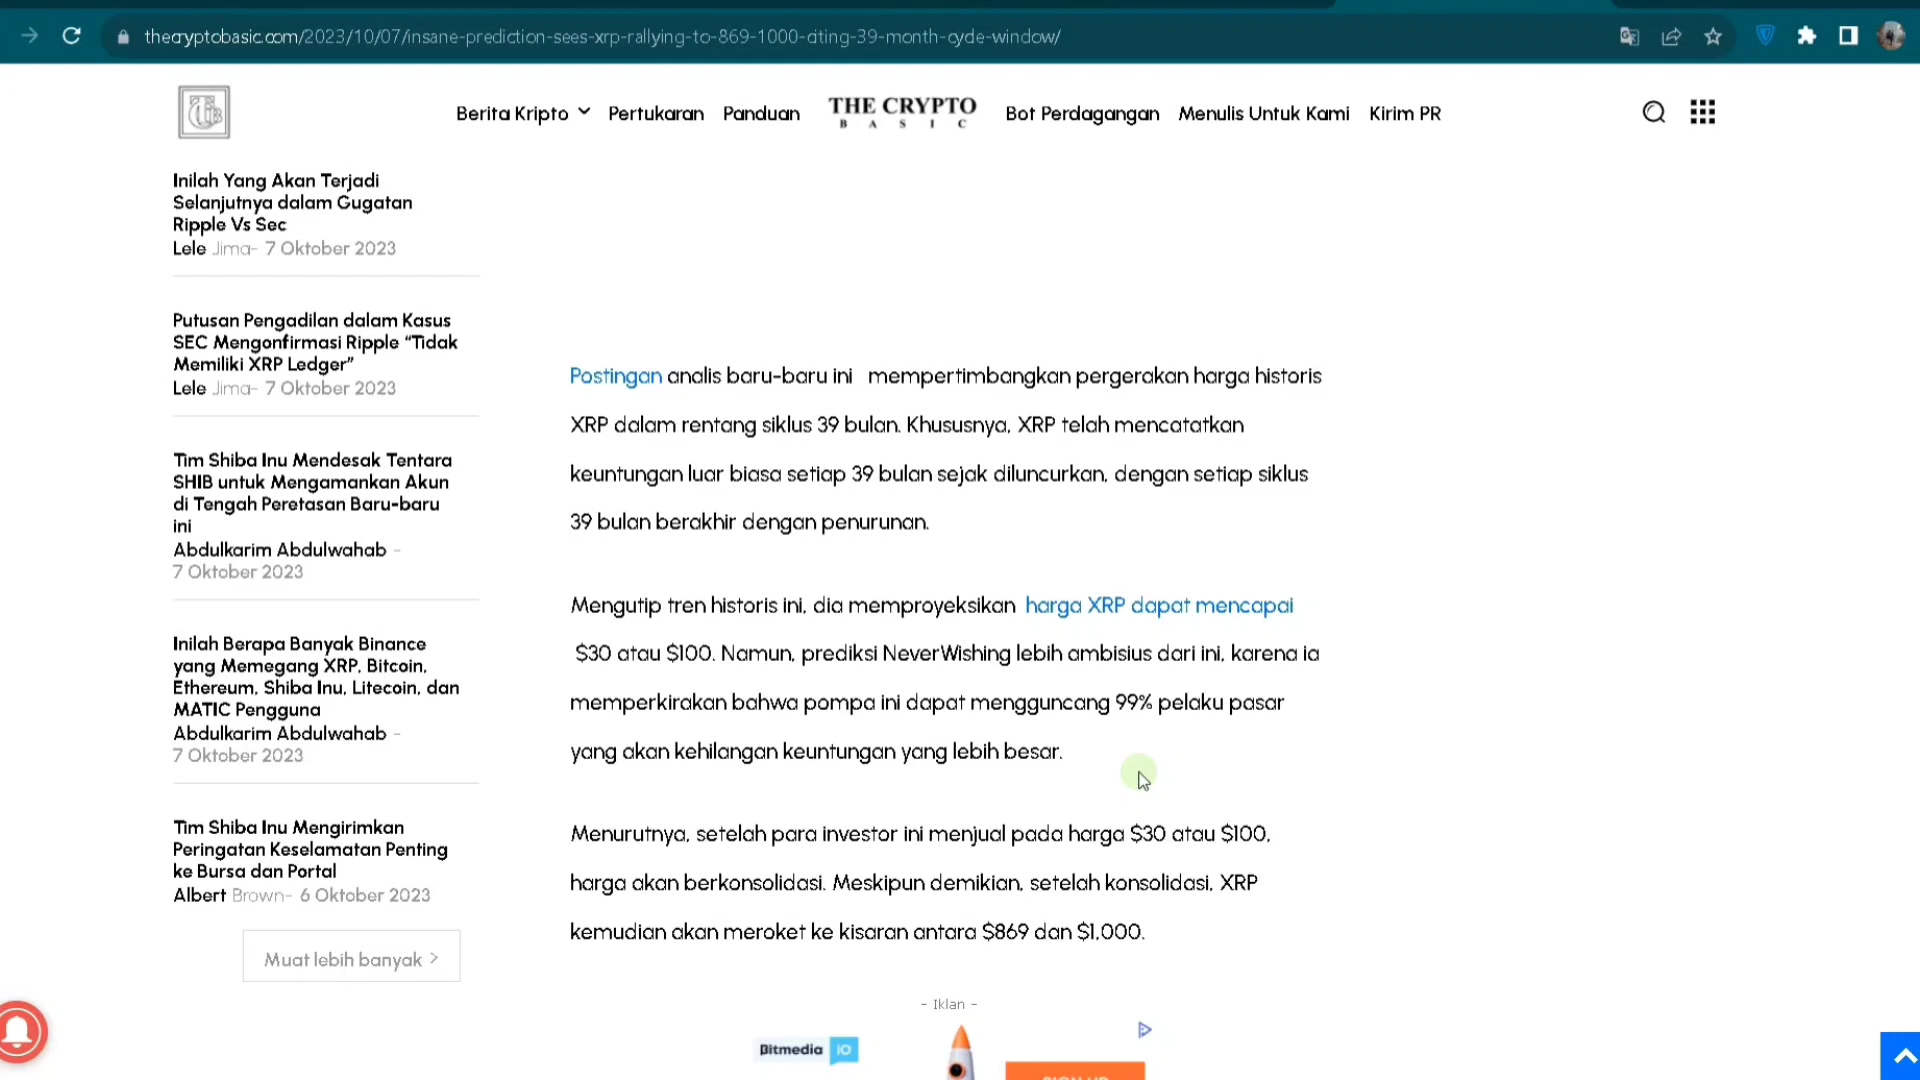 thecryptobasic.com/2023/10/07/insane-prediction-sees-xrp-rallying-to-869-1000-citing-39-month-cycle-window/
Berita Kripto
Pertukaran
Panduan
THE CRYPTO
BASIC
Bot Perdagangan
Menulis Untuk Kami
Kirim PR
Inilah Yang Akan Terjadi
Selanjutnya dalam Gugatan
Ripple Vs Sec
Lele Jima- 7 Oktober 2023
Putusan Pengadilan dalam Kasus
SEC Mengonfirmasi Ripple “Tidak
Memiliki XRP Ledger”
Lele Jima- 7 Oktober 2023
Tim Shiba Inu Mendesak Tentara
SHIB untuk Mengamankan Akun
di Tengah Peretasan Baru-baru
ini
Abdulkarim Abdulwahab -
7 Oktober 2023
Inilah Berapa Banyak Binance
yang Memegang XRP, Bitcoin,
Ethereum, Shiba Inu, Litecoin, dan
MATIC Pengguna
Abdulkarim Abdulwahab -
7 Oktober 2023
Tim Shiba Inu Mengirimkan
Peringatan Keselamatan Penting
ke Bursa dan Portal
Albert Brown- 6 Oktober 2023
Muat lebih banyak >
Postingan analis baru-baru ini mempertimbangkan pergerakan harga historis
XRP dalam rentang siklus 39 bulan. Khususnya, XRP telah mencatatkan
keuntungan luar biasa setiap 39 bulan sejak diluncurkan, dengan setiap siklus
39 bulan berakhir dengan penurunan.
Mengutip tren historis ini, dia memproyeksikan harga XRP dapat mencapai
$30 atau $100. Namun, prediksi NeverWishing lebih ambisius dari ini, karena ia
memperkirakan bahwa pompa ini dapat mengguncang 99% pelaku pasar
yang akan kehilangan keuntungan yang lebih besar.
Menurutnya, setelah para investor ini menjual pada harga $30 atau $100,
harga akan berkonsolidasi. Meskipun demikian, setelah konsolidasi, XRP
kemudian akan meroket ke kisaran antara $869 dan $1,000.
- Iklan -
Bitmedia IO
SIGN UP